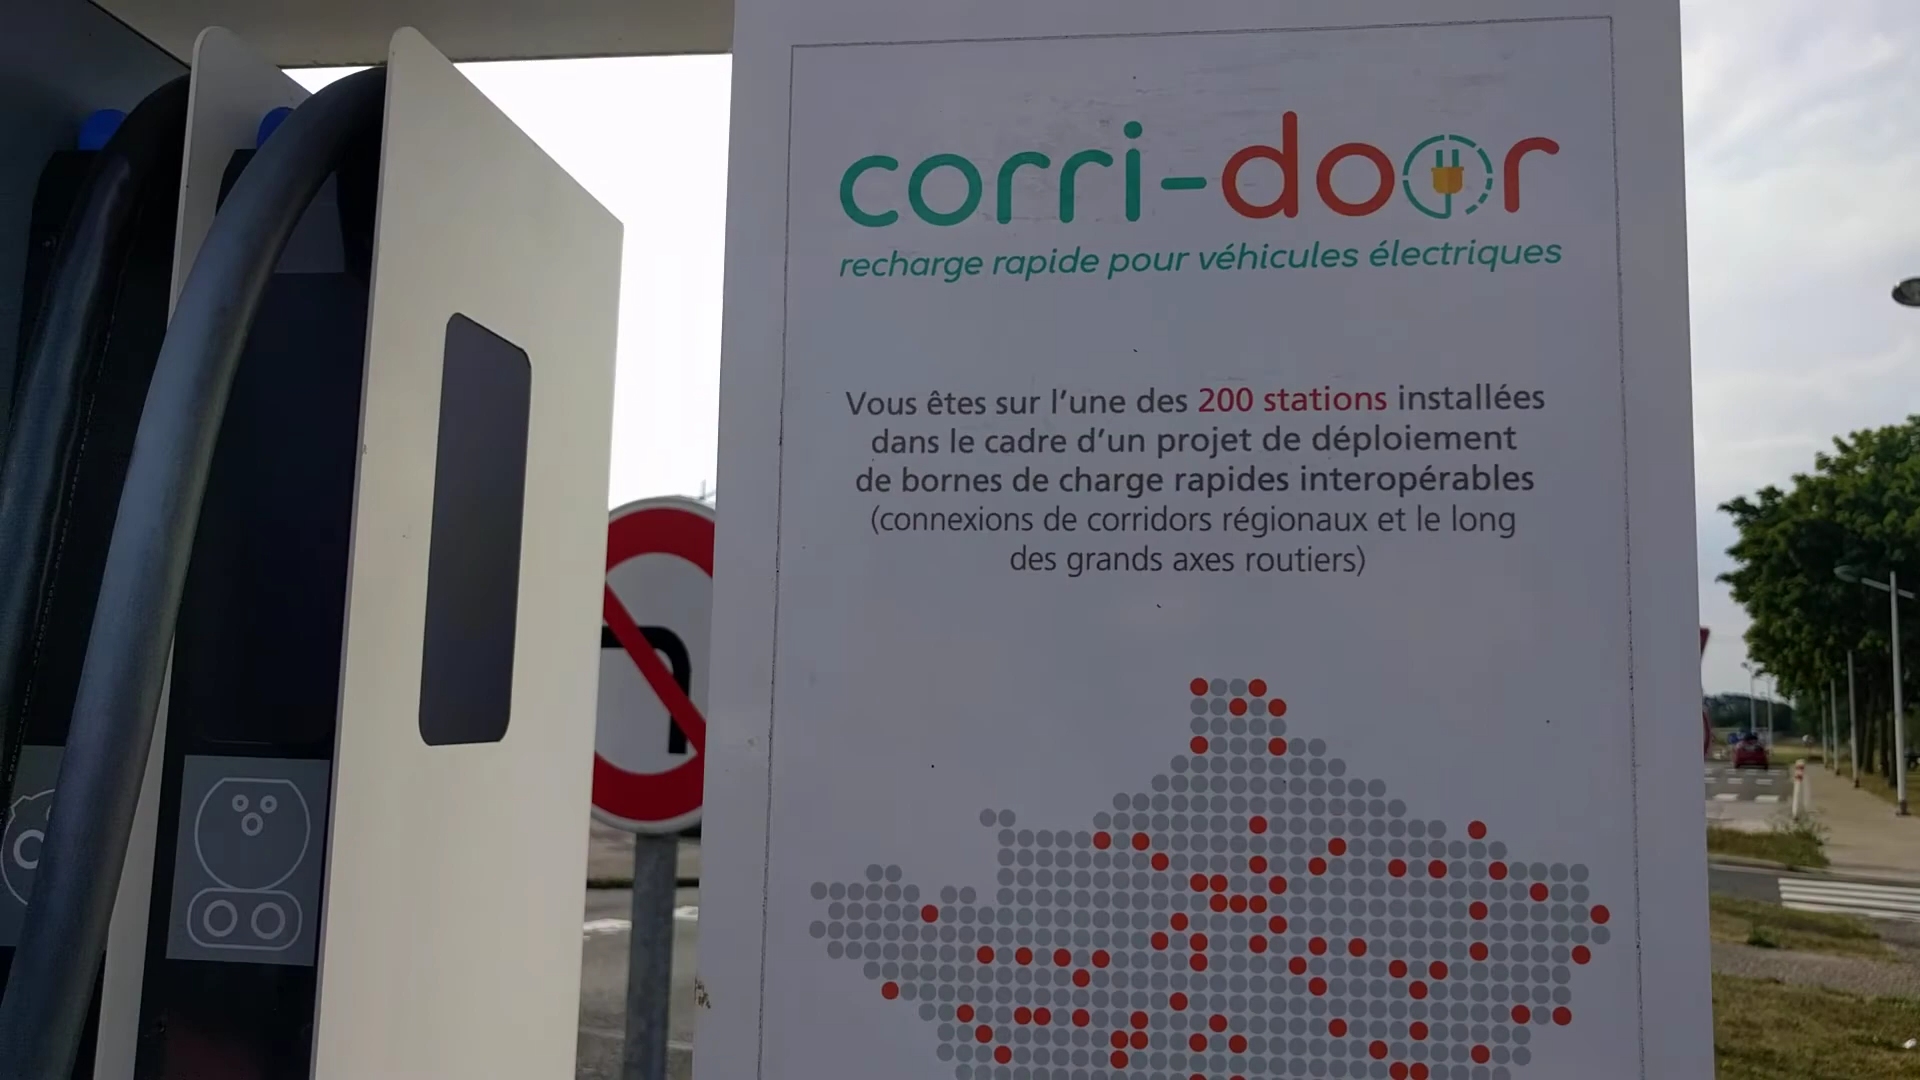 corri-door
recharge rapide pour véhicules électriques
Vous êtes sur l'une des 200 stations installées
dans le cadre d'un projet de déploiement
de bornes de charge rapides interopérables
(connexions de corridors régionaux et le long
des grands axes routiers)